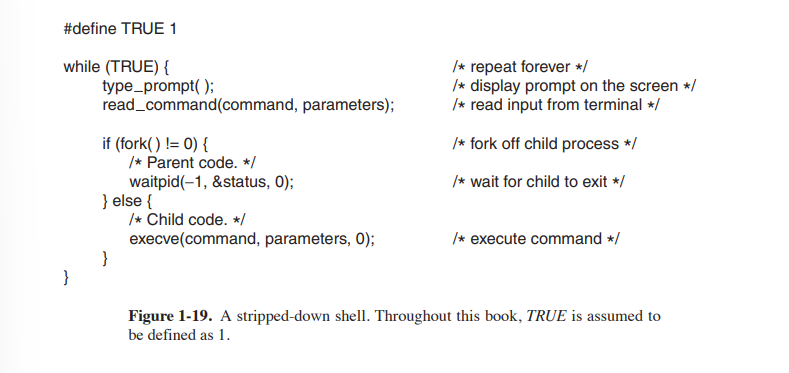 #define TRUE 1
while (TRUE) { /* repeat forever */
type_prompt( ); /* display prompt on the screen */
read_command(command, parameters); /* read input from terminal */
if (fork( ) != 0) { /* fork off child process */
/* Parent code. */
waitpid(−1, &status, 0); /* wait for child to exit */
} else {
/* Child code. */
execve(command, parameters, 0); /* execute command */
}
}
Figure 1-19. A stripped-down shell. Throughout this book, TRUE is assumed to
be defined as 1.